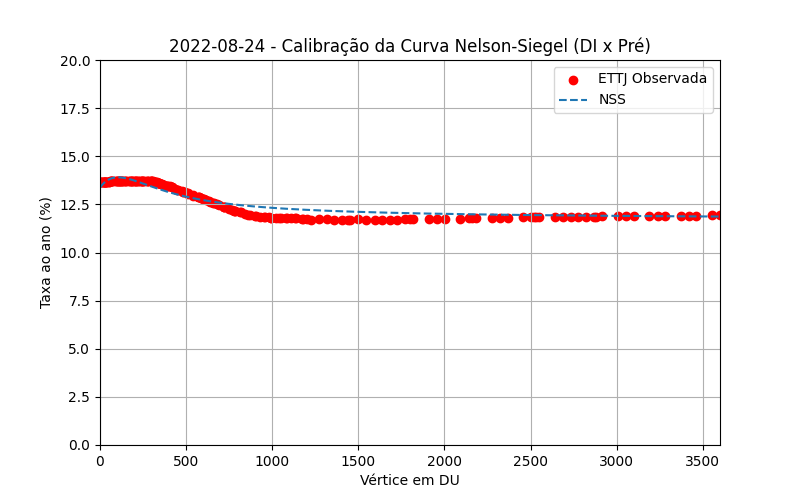 2022-08-24 - Calibração da Curva Nelson-Siegel (DI x Pré)
ETTJ Observada
NSS
Taxa ao ano (%)
20.0
17.5
15.0
12.5
10.0
7.5
5.0
2.5
0.0
0 500 1000 1500 2000 2500 3000 3500
Vértice em DU